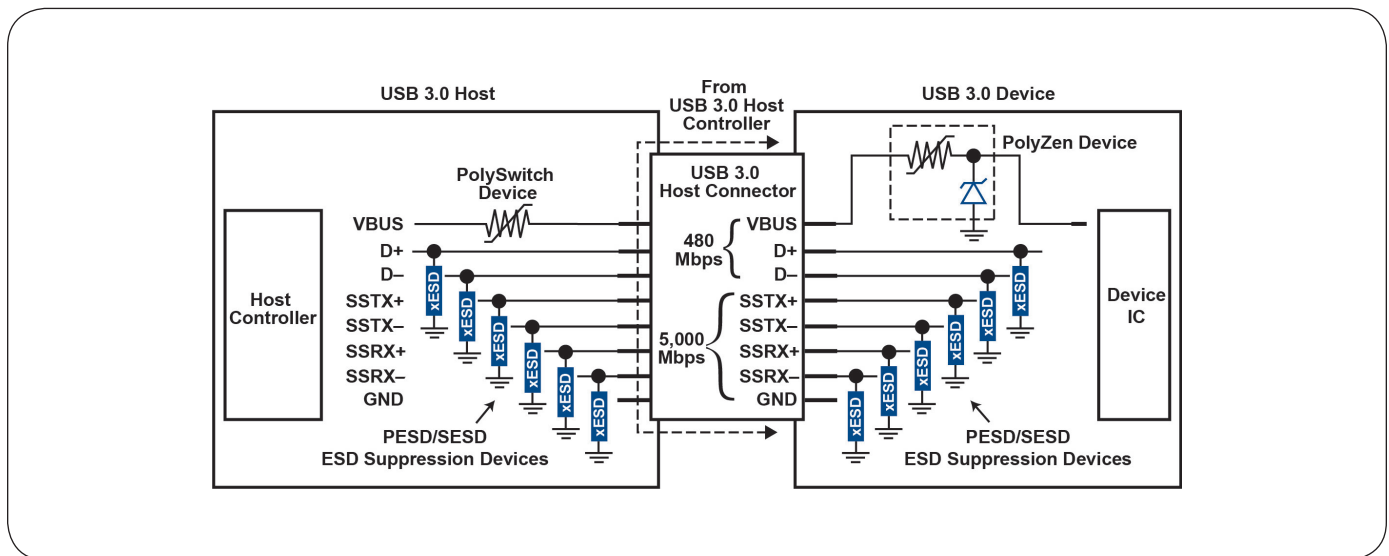 USB 3.0 Host
From
USB 3.0 Host
Controller
USB 3.0 Device
PolySwitch
Device
USB 3.0
Host Connector
PolyZen Device
Host
Controller
VBUS
D+
D–
SSTX+
SSTX–
SSRX+
SSRX–
GND
xESD
xESD
xESD
xESD
xESD
xESD
PESD/SESD
ESD Suppression Devices
480
Mbps
5,000
Mbps
VBUS
D+
D–
SSTX+
SSTX–
SSRX+
SSRX–
GND
xESD
xESD
xESD
xESD
xESD
xESD
PESD/SESD
ESD Suppression Devices
Device
IC